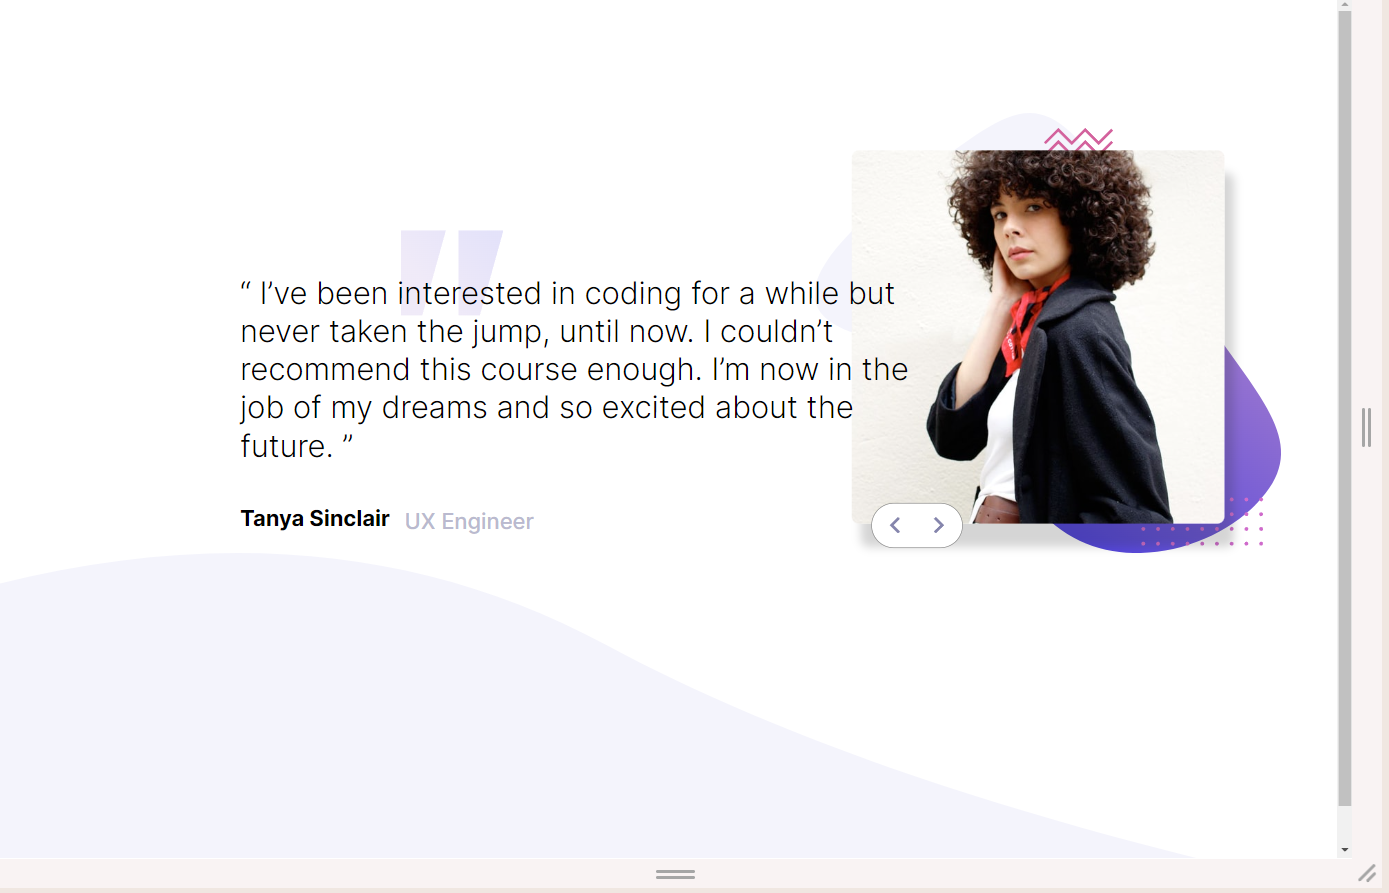 “ I’ve been interested in coding for a while but
never taken the jump, until now. I couldn’t
recommend this course enough. I’m now in the
job of my dreams and so excited about the
future. ”
Tanya Sinclair UX Engineer